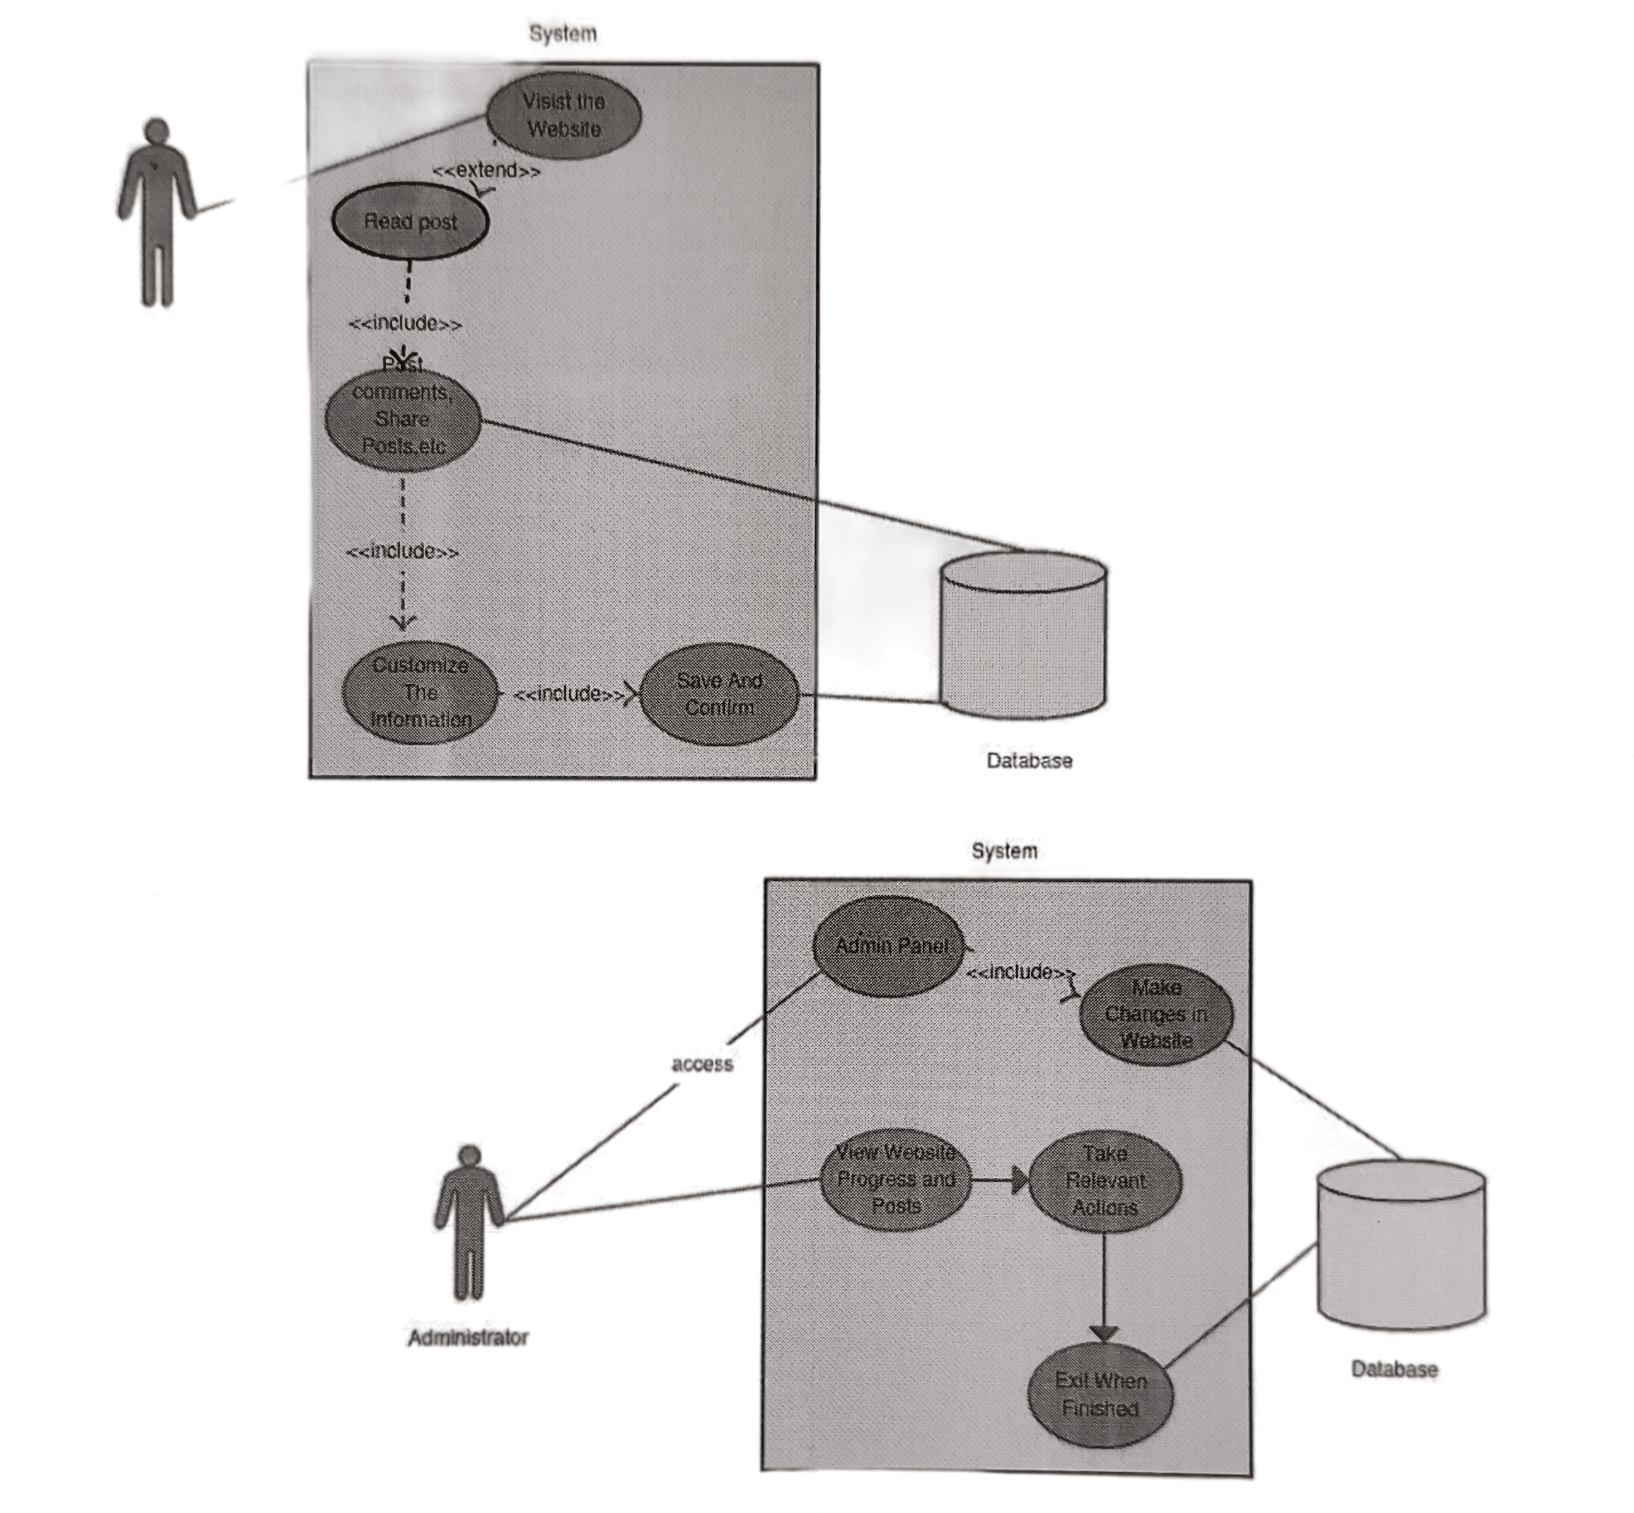 System
Visist the
Website
<<extend>>
Read post
<<include>>
Post
comments,
Share
Posts,etc
<<include>>
Customize
The
Information
<<include>>
Save And
Confirm
Database
System
Admin Panel
<<include>>
Make
Changes in
Website
access
View Website
Progress and
Posts
Take
Relevant
Actions
Administrator
Exit When
Finished
Database